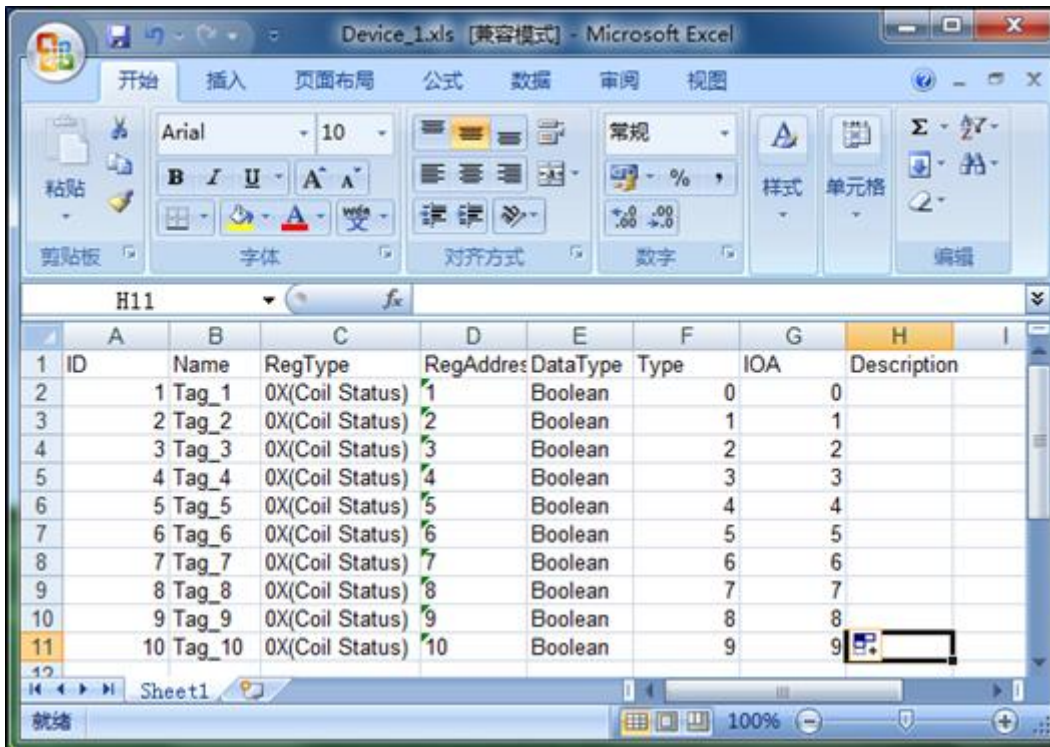 Device_1.xls [兼容模式] - Microsoft Excel
开始 插入 页面布局 公式 数据 审阅 视图
粘贴
剪贴板
Arial 10
B I U A A
A wén 文
字体
对齐方式
常规
% ,
.0 .00 .00 .0
数字
A
样式
单元格
Σ A Z
编辑
H11 fx
A B C D E F G H I
1 ID Name RegType RegAddres DataType Type IOA Description
2 1 Tag_1 0X(Coil Status) 1 Boolean 0 0
3 2 Tag_2 0X(Coil Status) 2 Boolean 1 1
4 3 Tag_3 0X(Coil Status) 3 Boolean 2 2
5 4 Tag_4 0X(Coil Status) 4 Boolean 3 3
6 5 Tag_5 0X(Coil Status) 5 Boolean 4 4
7 6 Tag_6 0X(Coil Status) 6 Boolean 5 5
8 7 Tag_7 0X(Coil Status) 7 Boolean 6 6
9 8 Tag_8 0X(Coil Status) 8 Boolean 7 7
10 9 Tag_9 0X(Coil Status) 9 Boolean 8 8
11 10 Tag_10 0X(Coil Status) 10 Boolean 9 9
12
Sheet1
就绪 100%